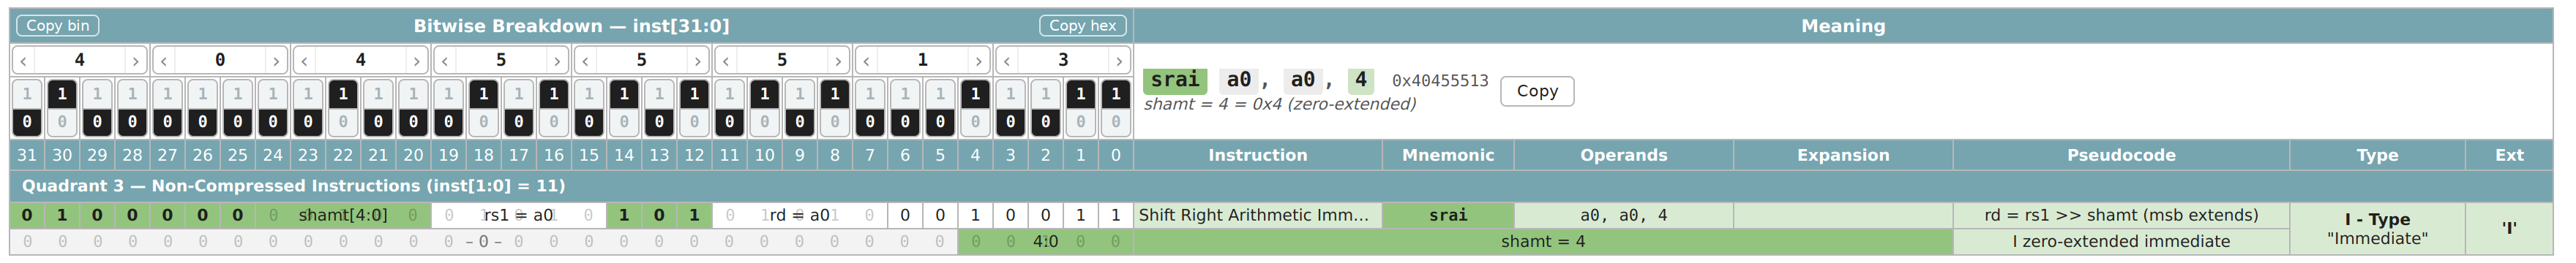 Copy bin Bitwise Breakdown — inst[31:0] Copy hex Meaning
‹ 4 › ‹ 0 › ‹ 4 › ‹ 5 › ‹ 5 › ‹ 5 › ‹ 1 › ‹ 3 ›
srai a0, a0, 4 0x40455513 Copy
shamt = 4 = 0x4 (zero-extended)
1 1 1 1 1 1 1 1 1 1 1 1 1 1 1 1 1 1 1 1 1 1 1 1 1 1 1 1 1 1 1 1
0 0 0 0 0 0 0 0 0 0 0 0 0 0 0 0 0 0 0 0 0 0 0 0 0 0 0 0 0 0 0 0
31 30 29 28 27 26 25 24 23 22 21 20 19 18 17 16 15 14 13 12 11 10 9 8 7 6 5 4 3 2 1 0 Instruction Mnemonic Operands Expansion Pseudocode Type Ext
Quadrant 3 — Non-Compressed Instructions (inst[1:0] = 11)
0 1 0 0 0 0 0 0 shamt[4:0] 0 0 rs1 = a0 0 1 0 1 0 rd = a0 0 0 0 1 0 0 1 1 Shift Right Arithmetic Imm... srai a0, a0, 4 rd = rs1 >> shamt (msb extends) I - Type 'I'
0 0 0 0 0 0 0 0 0 0 0 0 0 – 0 – 0 0 0 0 0 0 0 0 0 0 0 0 0 0 4:0 0 0 shamt = 4 I zero-extended immediate "Immediate"